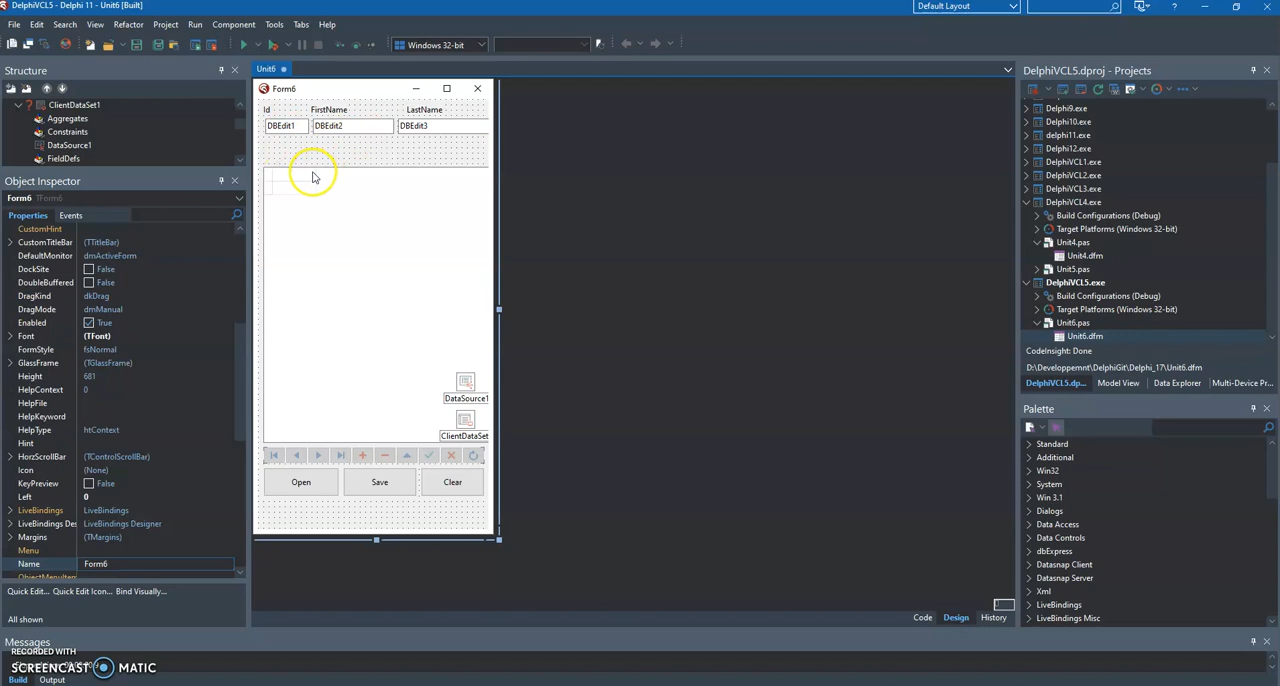 DelphiVCL5 - Delphi 11 - Unit6 [Built]
Default Layout
File Edit Search View Refactor Project Run Component Tools Tabs Help
Windows 32-bit
Structure
ClientDataSet1
Aggregates
Constraints
DataSource1
FieldDefs
Object Inspector
Form6 TForm6
Properties Events
CustomHint
CustomTitleBar (TTitleBar)
DefaultMonitor dmActiveForm
DockSite False
DoubleBuffered False
DragKind dkDrag
DragMode dmManual
Enabled True
Font (TFont)
FormStyle fsNormal
GlassFrame (TGlassFrame)
Height 681
HelpContext 0
HelpFile
HelpKeyword
HelpType htContext
Hint
HorzScrollBar (TControlScrollBar)
Icon (None)
KeyPreview False
Left 0
LiveBindings LiveBindings
LiveBindings Des LiveBindings Designer
Margins (TMargins)
Menu
Name Form6
ObjectMenuItem
Quick Edit... Quick Edit Icon... Bind Visually...
All shown
Unit6
Form6
Id FirstName LastName
DBEdit1 DBEdit2 DBEdit3
DataSource1
ClientDataSet
Open Save Clear
Code Design History
DelphiVCL5.dproj - Projects
Delphi9.exe
Delphi10.exe
delphi11.exe
Delphi12.exe
DelphiVCL1.exe
DelphiVCL2.exe
DelphiVCL3.exe
DelphiVCL4.exe
Build Configurations (Debug)
Target Platforms (Windows 32-bit)
Unit4.pas
Unit4.dfm
Unit5.pas
DelphiVCL5.exe
Build Configurations (Debug)
Target Platforms (Windows 32-bit)
Unit6.pas
Unit6.dfm
CodeInsight: Done
D:\Developpemnt\DelphiGit\Delphi_17\Unit6.dfm
DelphiVCL5.dp... Model View Data Explorer Multi-Device Pr...
Palette
Standard
Additional
Win32
System
Win 3.1
Dialogs
Data Access
Data Controls
dbExpress
Datasnap Client
Datasnap Server
Xml
LiveBindings
LiveBindings Misc
Messages
RECORDED WITH
SCREENCAST MATIC
Build Output